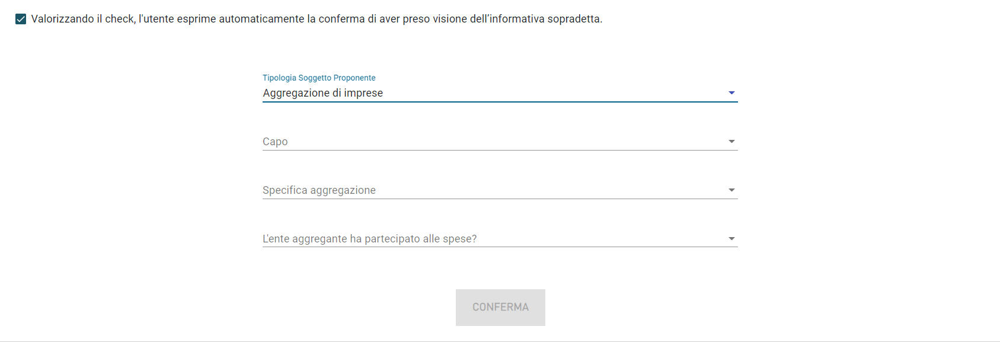 Valorizzando il check, l'utente esprime automaticamente la conferma di aver preso visione dell'informativa sopradetta.
Tipologia Soggetto Proponente
Aggregazione di imprese
Capo
Specifica aggregazione
L'ente aggregante ha partecipato alle spese?
CONFERMA